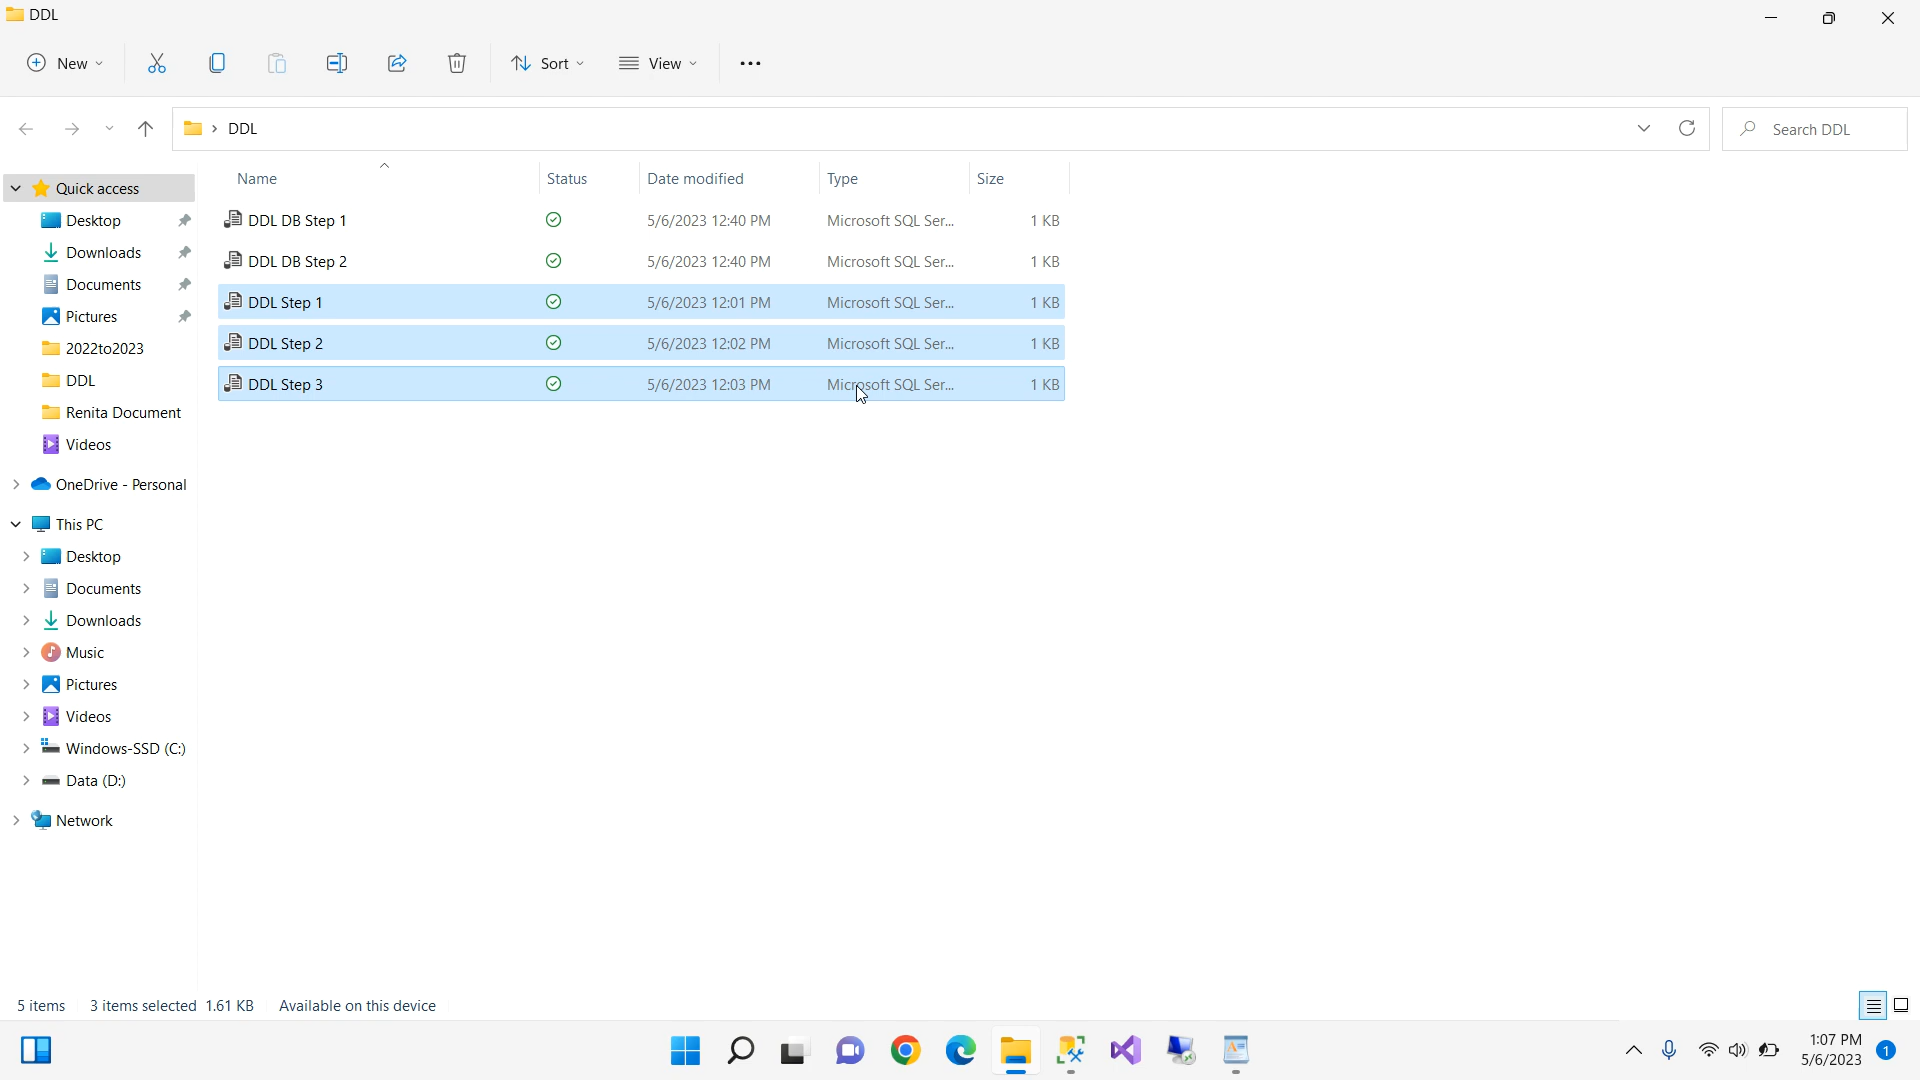 DDL
New
Sort
View
DDL
Search DDL
Name Status Date modified Type Size
Quick access
Desktop
Downloads
Documents
Pictures
2022to2023
DDL
Renita Document
Videos
OneDrive - Personal
This PC
Desktop
Documents
Downloads
Music
Pictures
Videos
Windows-SSD (C:)
Data (D:)
Network
DDL DB Step 1 5/6/2023 12:40 PM Microsoft SQL Ser... 1 KB
DDL DB Step 2 5/6/2023 12:40 PM Microsoft SQL Ser... 1 KB
DDL Step 1 5/6/2023 12:01 PM Microsoft SQL Ser... 1 KB
DDL Step 2 5/6/2023 12:02 PM Microsoft SQL Ser... 1 KB
DDL Step 3 5/6/2023 12:03 PM Microsoft SQL Ser... 1 KB
5 items 3 items selected 1.61 KB Available on this device
1:07 PM
5/6/2023
1